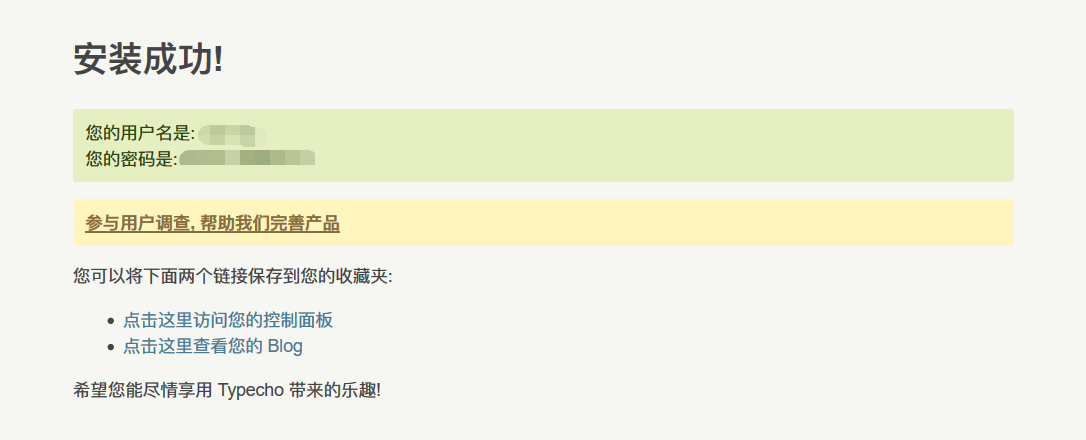 安装成功!
您的用户名是:
您的密码是:
参与用户调查, 帮助我们完善产品
您可以将下面两个链接保存到您的收藏夹:
点击这里访问您的控制面板
点击这里查看您的 Blog
希望您能尽情享用 Typecho 带来的乐趣!